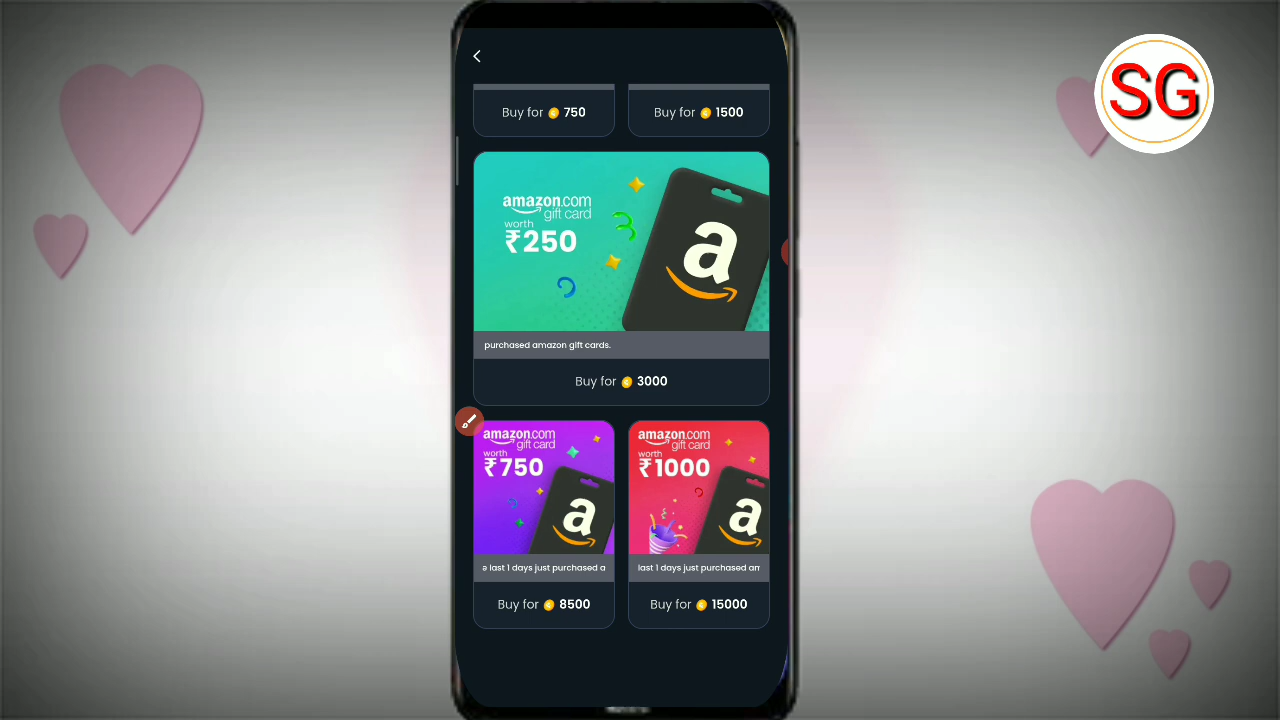 SG
Buy for 750
Buy for 1500
amazon.com
gift card
worth
₹250
a
purchased amazon gift cards.
Buy for 3000
amazon.com
gift card
worth
₹750
a
e last 1 days just purchased a
Buy for 8500
amazon.com
gift card
worth
₹1000
a
last 1 days just purchased am
Buy for 15000